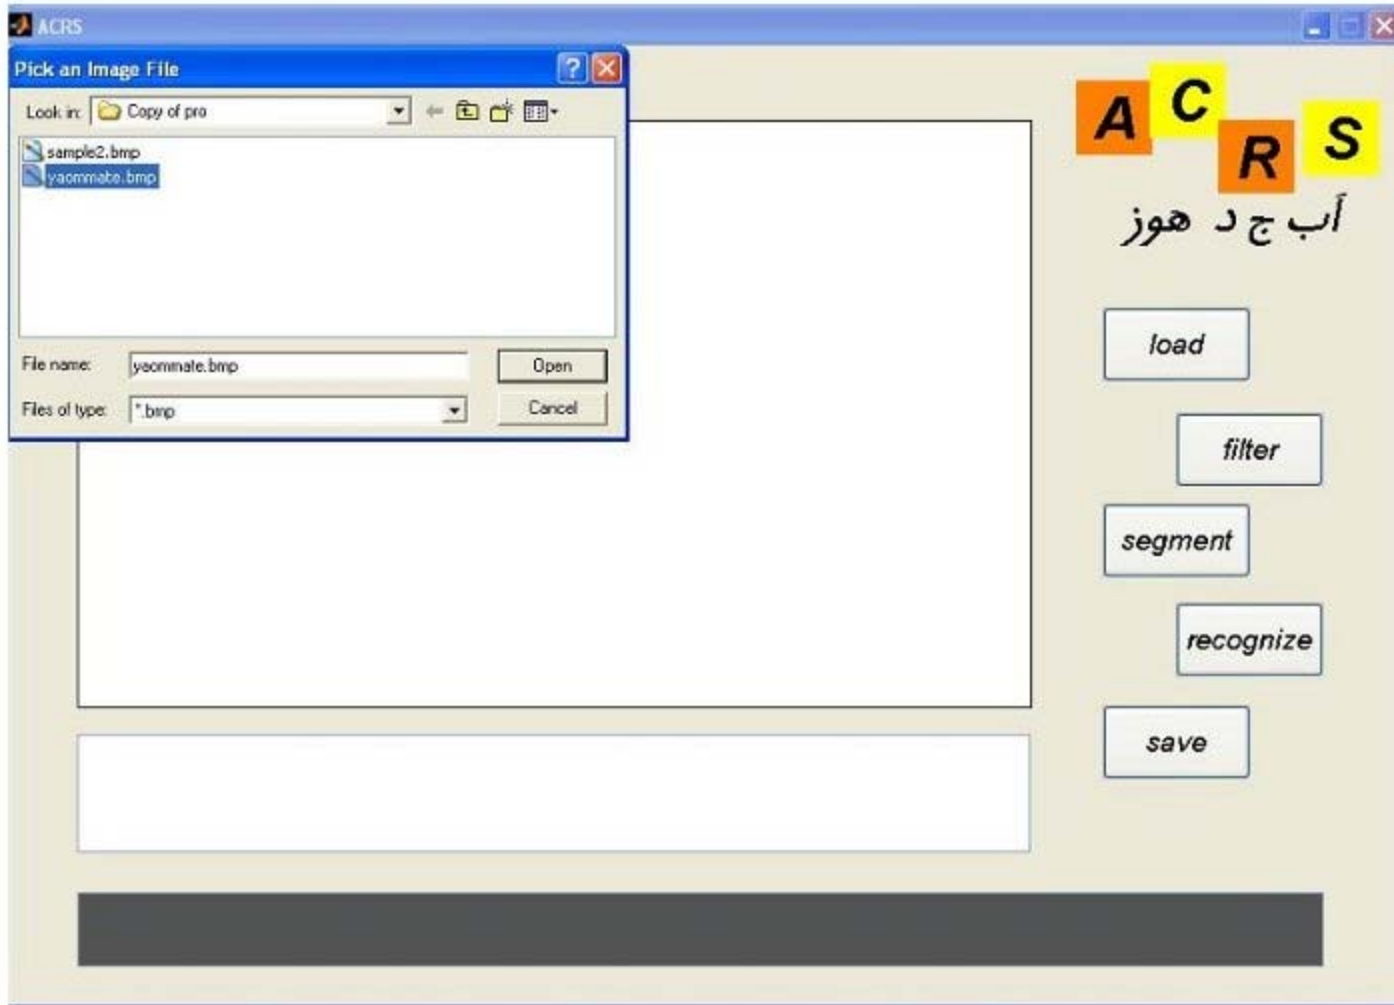 ACRS
Pick an Image File
Look in: Copy of pro
sample2.bmp
yaommate.bmp
File name: yaommate.bmp
Open
Files of type: *.bmp
Cancel
A C R S
آب ج د هوز
load
filter
segment
recognize
save